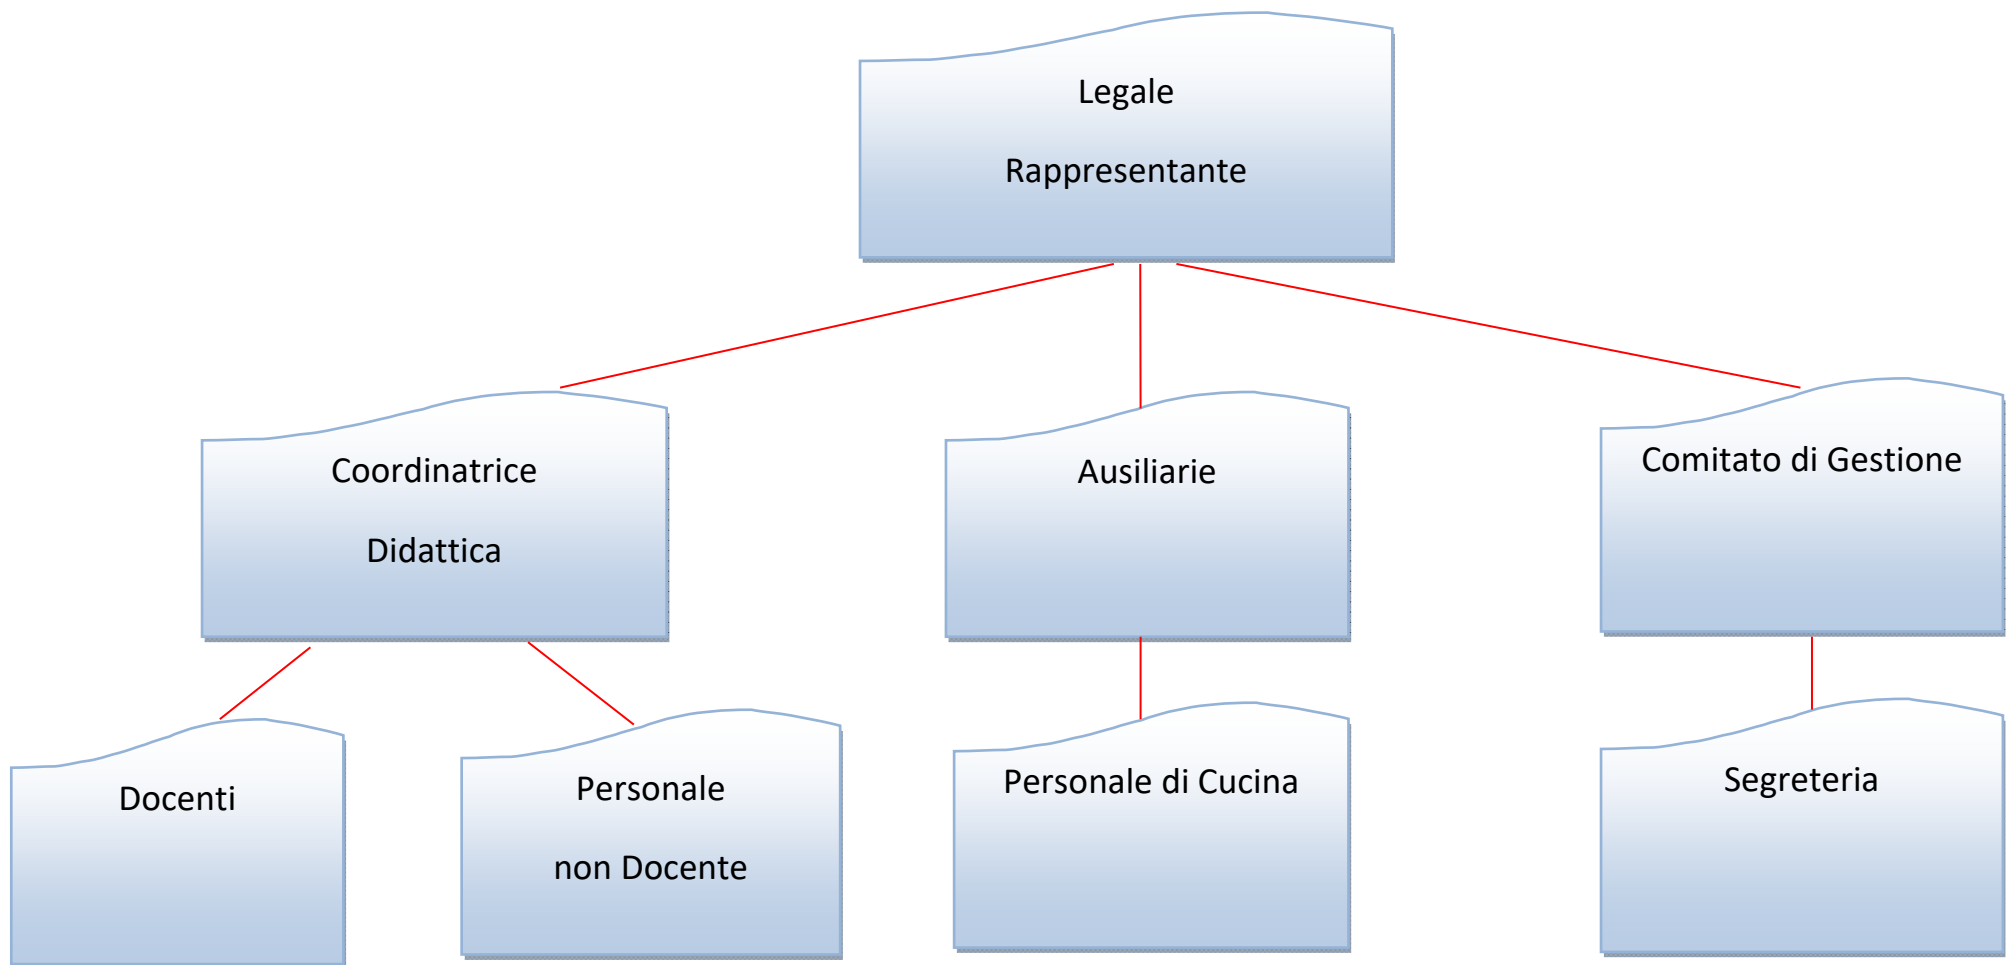 Legale
Rappresentante
Coordinatrice
Didattica
Ausiliarie
Comitato di Gestione
Docenti
Personale
non Docente
Personale di Cucina
Segreteria